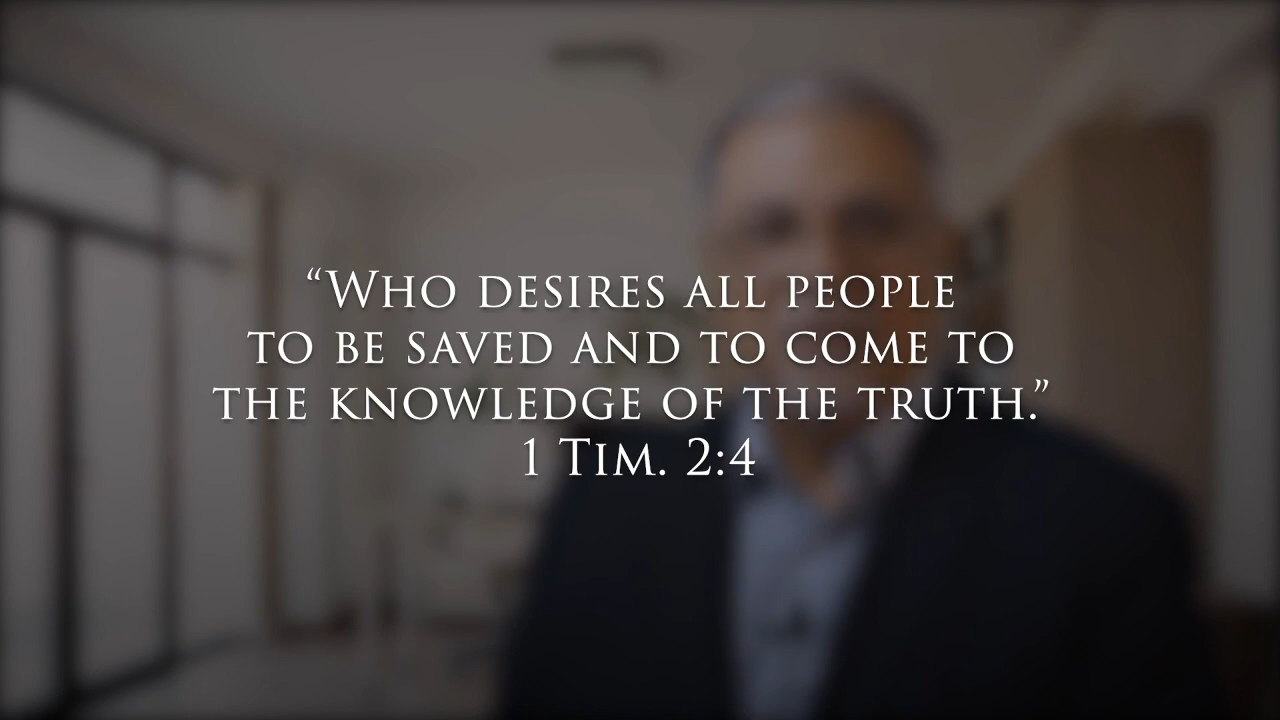 “Who desires all people
to be saved and to come to
the knowledge of the truth.”
1 Tim. 2:4